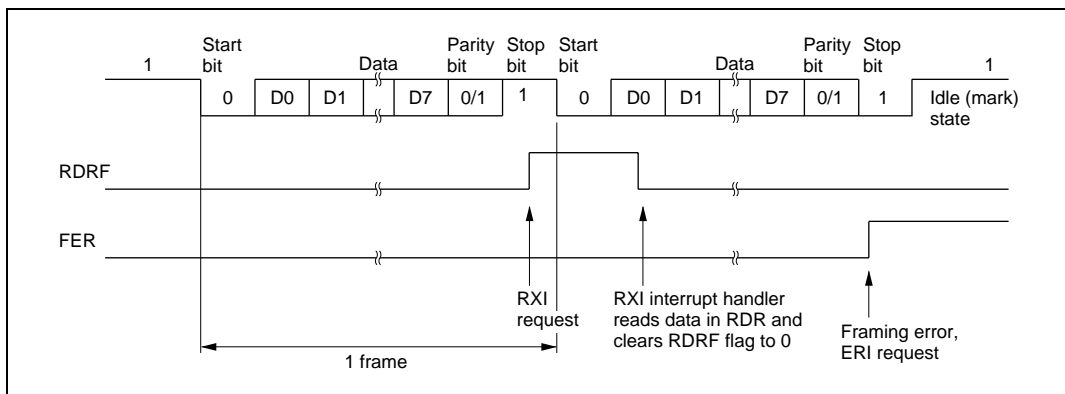 1
Start bit
Data
Parity bit
Stop bit
Start bit
Data
Parity bit
Stop bit
1
0 D0 D1 D7 0/1 1 0 D0 D1 D7 0/1 1 Idle (mark) state
RDRF
FER
RXI
request
RXI interrupt handler
reads data in RDR and
clears RDRF flag to 0
Framing error,
ERI request
1 frame